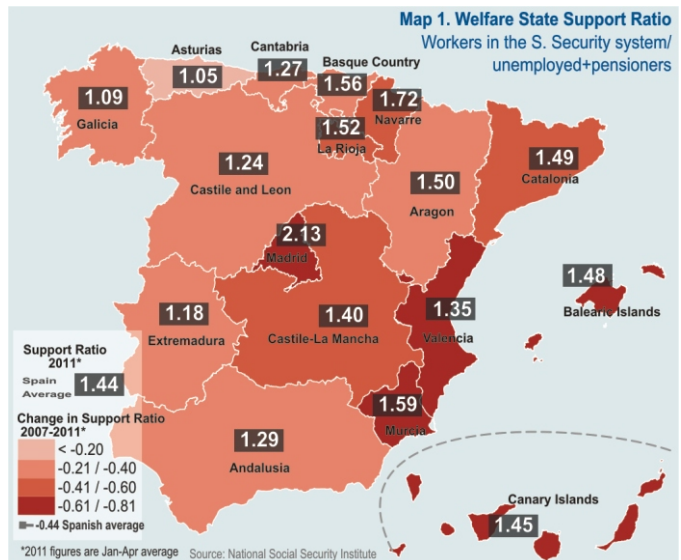 Map 1. Welfare State Support Ratio
Workers in the S. Security system/
unemployed+pensioners
Asturias
1.05
Cantabria
1.27
Basque Country
1.56
1.09
Galicia
1.72
Navarre
1.52
La Rioja
1.49
Catalonia
1.24
Castile and Leon
1.50
Aragon
2.13
Madrid
1.48
Balearic Islands
1.18
Extremadura
1.40
Castile-La Mancha
1.35
Valencia
1.59
Murcia
1.29
Andalusia
Canary Islands
1.45
Support Ratio
2011*
Spain
Average
1.44
Change in Support Ratio
2007-2011*
< -0.20
-0.21 / -0.40
-0.41 / -0.60
-0.61 / -0.81
-0.44 Spanish average
*2011 figures are Jan-Apr average Source: National Social Security Institute